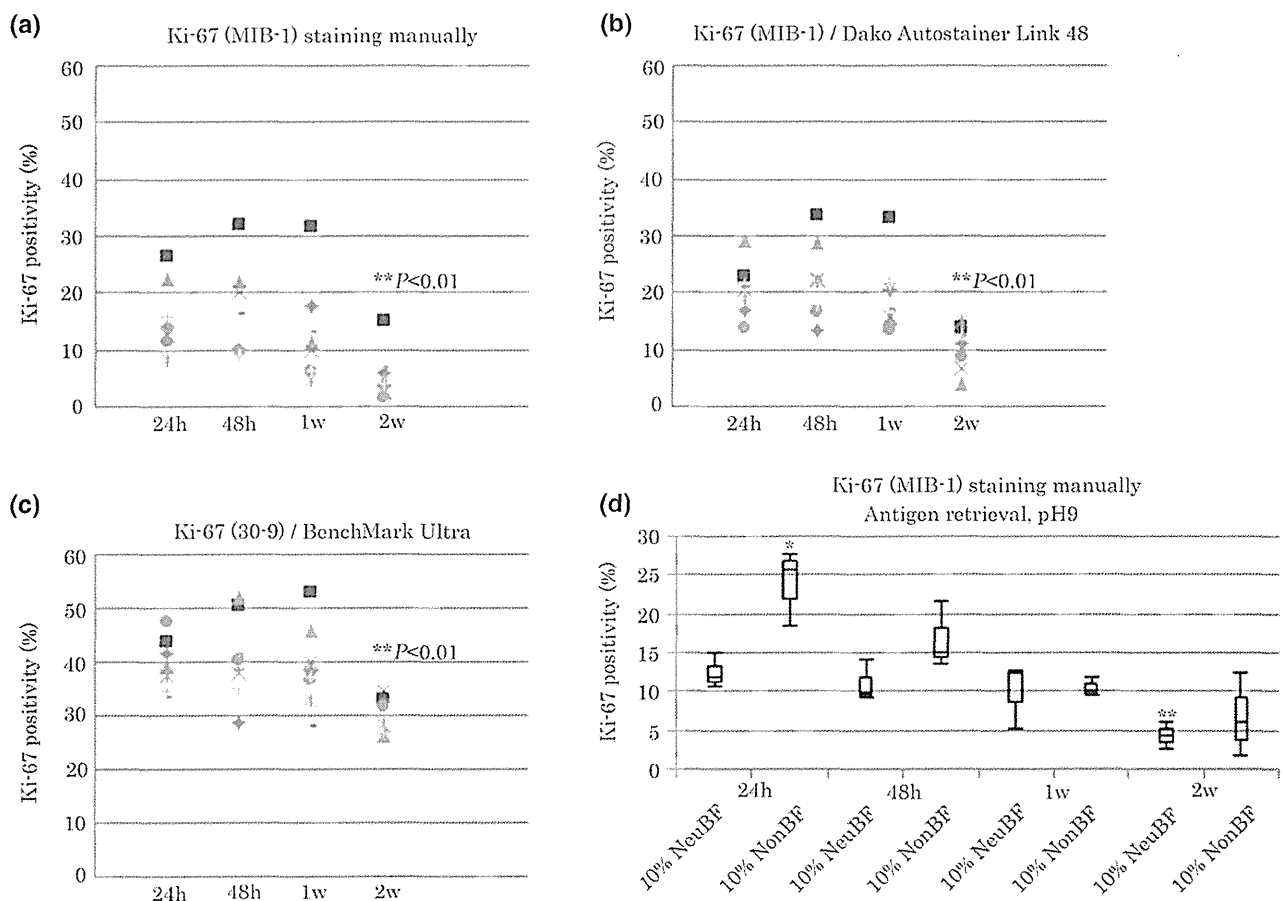 (a)
Ki-67 (MIB-1) staining manually
Ki-67 positivity (%)
60
50
40
30
20
10
0
**P<0.01
24h 48h 1w 2w
(b)
Ki-67 (MIB-1) / Dako Autostainer Link 48
Ki-67 positivity (%)
60
50
40
30
20
10
0
**P<0.01
24h 48h 1w 2w
(c)
Ki-67 (30-9) / BenchMark Ultra
Ki-67 positivity (%)
60
50
40
30
20
10
0
**P<0.01
24h 48h 1w 2w
(d)
Ki-67 (MIB-1) staining manually
Antigen retrieval, pH9
Ki-67 positivity (%)
30
25
20
15
10
5
0
*
**
24h 48h 1w 2w
10% NeuBF 10% NonBF 10% NeuBF 10% NonBF 10% NeuBF 10% NonBF 10% NeuBF 10% NonBF